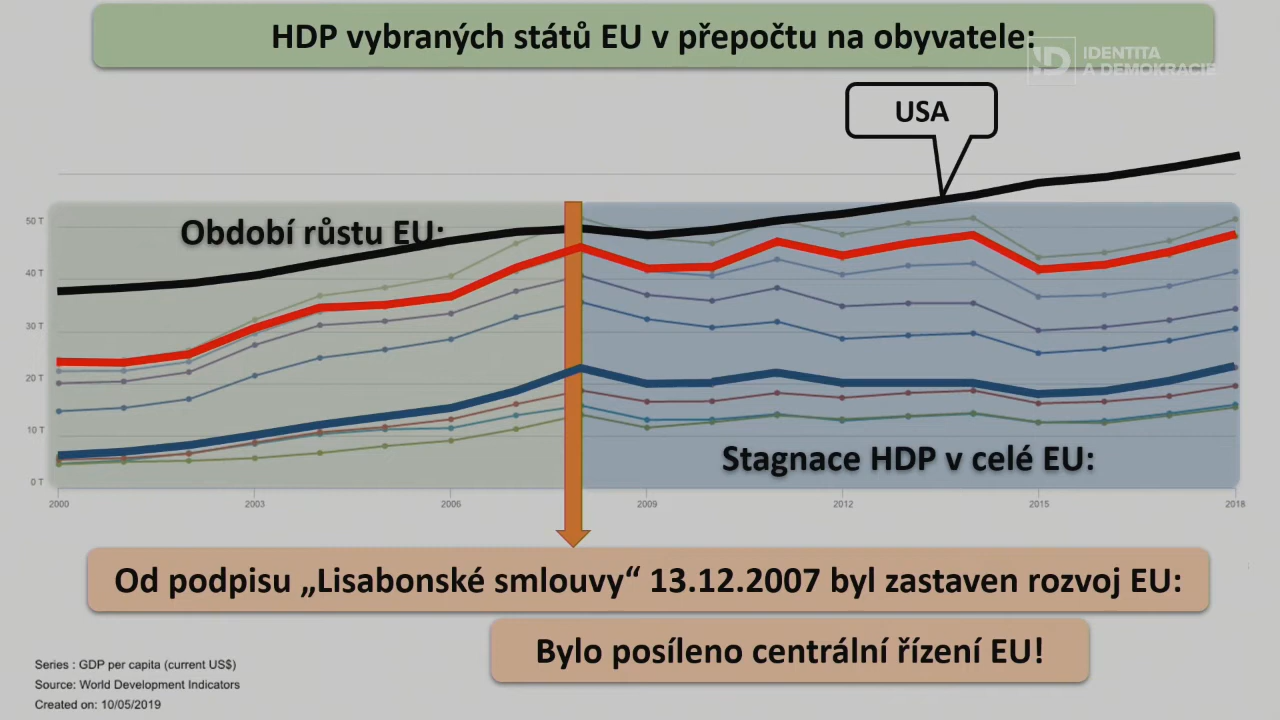 HDP vybraných států EU v přepočtu na obyvatele:
IDENTITA
A DEMOKRACIE
USA
Období růstu EU:
50 T
40 T
30 T
20 T
10 T
0 T
Stagnace HDP v celé EU:
2000 2003 2006 2009 2012 2015 2018
Od podpisu „Lisabonské smlouvy“ 13.12.2007 byl zastaven rozvoj EU:
Bylo posíleno centrální řízení EU!
Series : GDP per capita (current US$)
Source: World Development Indicators
Created on: 10/05/2019